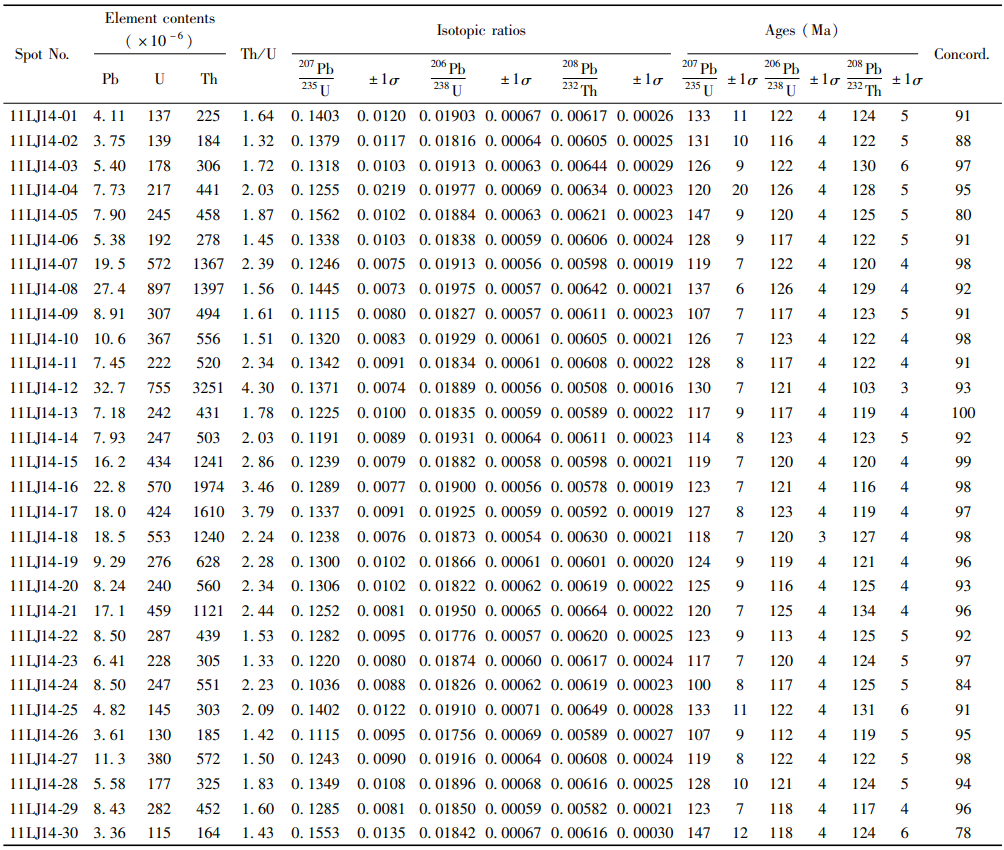 Element contents
Isotopic ratios Ages ( Ma )
( ×10⁻⁶ )
Spot No. Th/U Concord.
Pb U Th ²⁰⁷Pb/²³⁵U ±1σ ²⁰⁶Pb/²³⁸U ±1σ ²⁰⁸Pb/²³²Th ±1σ ²⁰⁷Pb/²³⁵U ±1σ ²⁰⁶Pb/²³⁸U ±1σ ²⁰⁸Pb/²³²Th ±1σ
11LJ14-01 4.11 137 225 1.64 0.1403 0.0120 0.01903 0.00067 0.00617 0.00026 133 11 122 4 124 5 91
11LJ14-02 3.75 139 184 1.32 0.1379 0.0117 0.01816 0.00064 0.00605 0.00025 131 10 116 4 122 5 88
11LJ14-03 5.40 178 306 1.72 0.1318 0.0103 0.01913 0.00063 0.00644 0.00029 126 9 122 4 130 6 97
11LJ14-04 7.73 217 441 2.03 0.1255 0.0219 0.01977 0.00069 0.00634 0.00023 120 20 126 4 128 5 95
11LJ14-05 7.90 245 458 1.87 0.1562 0.0102 0.01884 0.00063 0.00621 0.00023 147 9 120 4 125 5 80
11LJ14-06 5.38 192 278 1.45 0.1338 0.0103 0.01838 0.00059 0.00606 0.00024 128 9 117 4 122 5 91
11LJ14-07 19.5 572 1367 2.39 0.1246 0.0075 0.01913 0.00056 0.00598 0.00019 119 7 122 4 120 4 98
11LJ14-08 27.4 897 1397 1.56 0.1445 0.0073 0.01975 0.00057 0.00642 0.00021 137 6 126 4 129 4 92
11LJ14-09 8.91 307 494 1.61 0.1115 0.0080 0.01827 0.00057 0.00611 0.00023 107 7 117 4 123 5 91
11LJ14-10 10.6 367 556 1.51 0.1320 0.0083 0.01929 0.00061 0.00605 0.00021 126 7 123 4 122 4 98
11LJ14-11 7.45 222 520 2.34 0.1342 0.0091 0.01834 0.00061 0.00608 0.00022 128 8 117 4 122 4 91
11LJ14-12 32.7 755 3251 4.30 0.1371 0.0074 0.01889 0.00056 0.00508 0.00016 130 7 121 4 103 3 93
11LJ14-13 7.18 242 431 1.78 0.1225 0.0100 0.01835 0.00059 0.00589 0.00022 117 9 117 4 119 4 100
11LJ14-14 7.93 247 503 2.03 0.1191 0.0089 0.01931 0.00064 0.00611 0.00023 114 8 123 4 123 5 92
11LJ14-15 16.2 434 1241 2.86 0.1239 0.0079 0.01882 0.00058 0.00598 0.00021 119 7 120 4 120 4 99
11LJ14-16 22.8 570 1974 3.46 0.1289 0.0077 0.01900 0.00056 0.00578 0.00019 123 7 121 4 116 4 98
11LJ14-17 18.0 424 1610 3.79 0.1337 0.0091 0.01925 0.00059 0.00592 0.00019 127 8 123 4 119 4 97
11LJ14-18 18.5 553 1240 2.24 0.1238 0.0076 0.01873 0.00054 0.00630 0.00021 118 7 120 3 127 4 98
11LJ14-19 9.29 276 628 2.28 0.1300 0.0102 0.01866 0.00061 0.00601 0.00020 124 9 119 4 121 4 96
11LJ14-20 8.24 240 560 2.34 0.1306 0.0102 0.01822 0.00062 0.00619 0.00022 125 9 116 4 125 4 93
11LJ14-21 17.1 459 1121 2.44 0.1252 0.0081 0.01950 0.00065 0.00664 0.00022 120 7 125 4 134 4 96
11LJ14-22 8.50 287 439 1.53 0.1282 0.0095 0.01776 0.00057 0.00620 0.00025 123 9 113 4 125 5 92
11LJ14-23 6.41 228 305 1.33 0.1220 0.0080 0.01874 0.00060 0.00617 0.00024 117 7 120 4 124 5 97
11LJ14-24 8.50 247 551 2.23 0.1036 0.0088 0.01826 0.00062 0.00619 0.00023 100 8 117 4 125 5 84
11LJ14-25 4.82 145 303 2.09 0.1402 0.0122 0.01910 0.00071 0.00649 0.00028 133 11 122 4 131 6 91
11LJ14-26 3.61 130 185 1.42 0.1115 0.0095 0.01756 0.00069 0.00589 0.00027 107 9 112 4 119 5 95
11LJ14-27 11.3 380 572 1.50 0.1243 0.0090 0.01916 0.00064 0.00608 0.00024 119 8 122 4 122 5 98
11LJ14-28 5.58 177 325 1.83 0.1349 0.0108 0.01896 0.00068 0.00616 0.00025 128 10 121 4 124 5 94
11LJ14-29 8.43 282 452 1.60 0.1285 0.0081 0.01850 0.00059 0.00582 0.00021 123 7 118 4 117 4 96
11LJ14-30 3.36 115 164 1.43 0.1553 0.0135 0.01842 0.00067 0.00616 0.00030 147 12 118 4 124 6 78